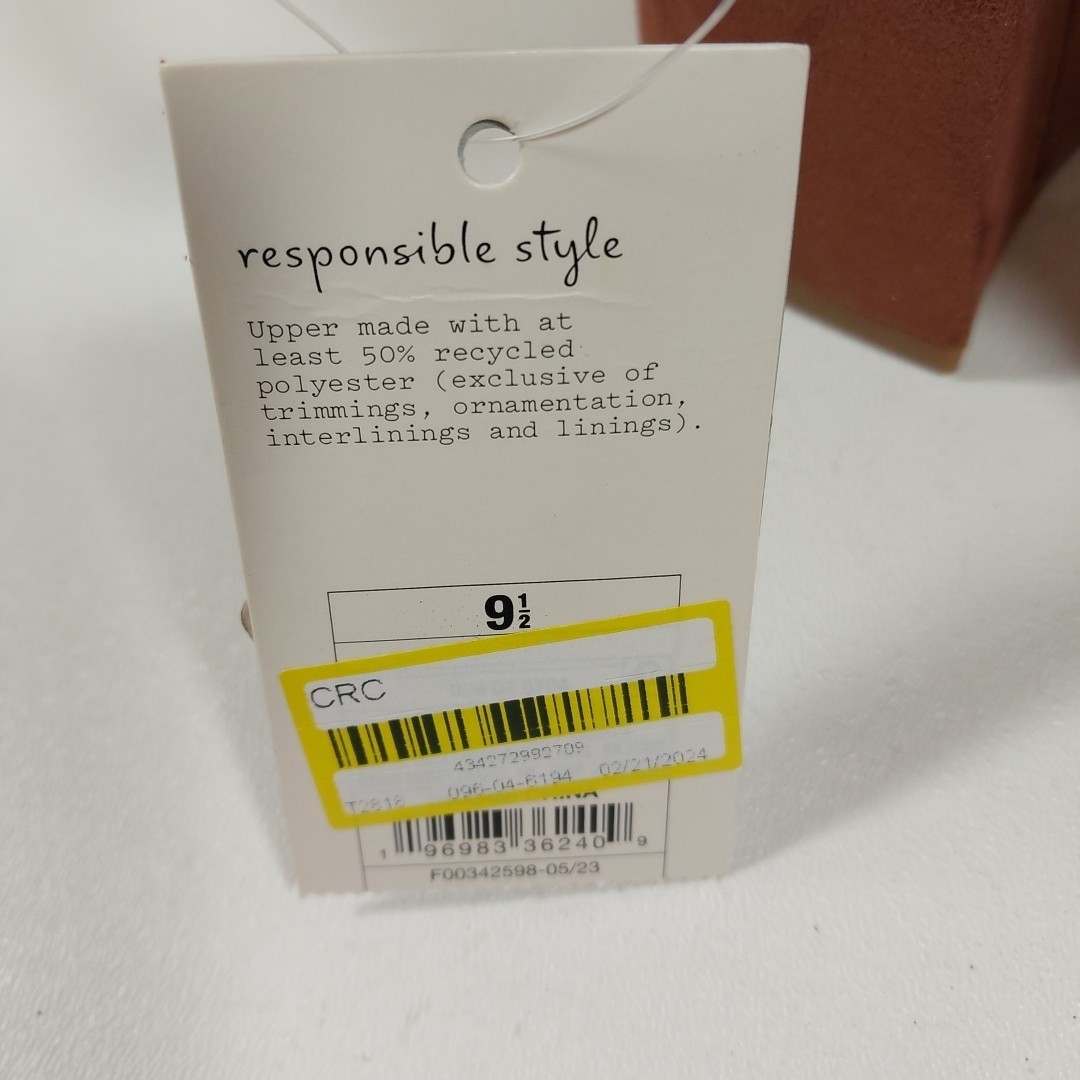 responsible style
Upper made with at
least 50% recycled
polyester (exclusive of
trimmings, ornamentation,
interlinings and linings).
9½
CRC
434272992709
T2818 096-04-6194 02/21/2024
1 96983 36240 9
F00342598-05/23